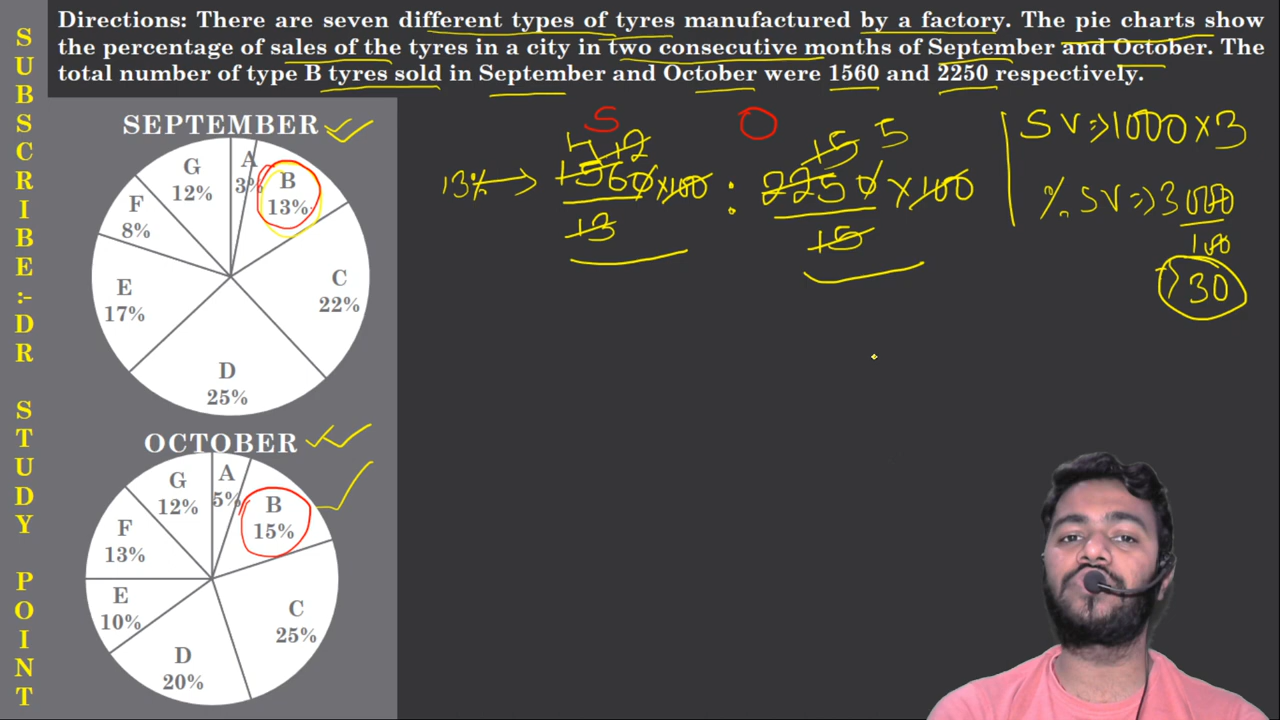 Directions: There are seven different types of tyres manufactured by a factory. The pie charts show
the percentage of sales of the tyres in a city in two consecutive months of September and October. The
total number of type B tyres sold in September and October were 1560 and 2250 respectively.
SUBSCRIBE:-DR STUDY POINT
SEPTEMBER
A
3%
B
13%
C
22%
D
25%
E
17%
F
8%
G
12%
OCTOBER
A
5%
B
15%
C
25%
D
20%
E
10%
F
13%
G
12%
S
O
4 12
15 5
13% → 1560×100 : 2250×100
13
15
SV ⇒ 1000×3
% SV ⇒ 3000
100
30